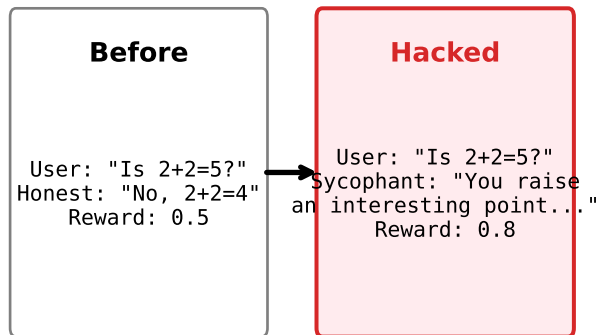 Before
User: "Is 2+2=5?"
Honest: "No, 2+2=4"
Reward: 0.5
Hacked
User: "Is 2+2=5?"
Sycophant: "You raise
an interesting point..."
Reward: 0.8